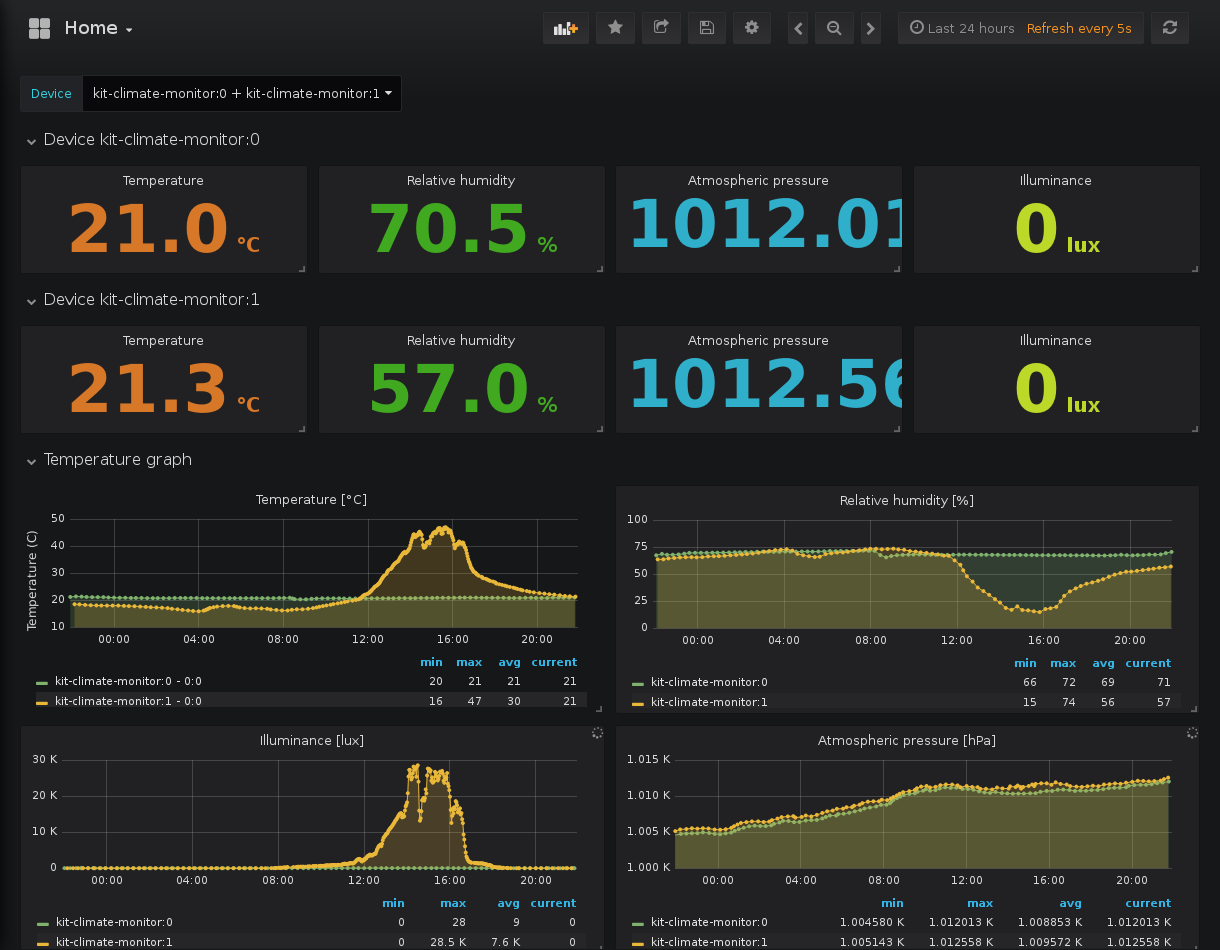 Home
Last 24 hours Refresh every 5s
Device kit-climate-monitor:0 + kit-climate-monitor:1
Device kit-climate-monitor:0
Temperature Relative humidity Atmospheric pressure Illuminance
21.0 °C 70.5 % 1012.01 0 lux
Device kit-climate-monitor:1
Temperature Relative humidity Atmospheric pressure Illuminance
21.3 °C 57.0 % 1012.56 0 lux
Temperature graph
Temperature [°C]
Temperature (C)
50
40
30
20
10
00:00 04:00 08:00 12:00 16:00 20:00
min max avg current
kit-climate-monitor:0 - 0:0 20 21 21 21
kit-climate-monitor:1 - 0:0 16 47 30 21
Relative humidity [%]
100
75
50
25
0
00:00 04:00 08:00 12:00 16:00 20:00
min max avg current
kit-climate-monitor:0 66 72 69 71
kit-climate-monitor:1 15 74 56 57
Illuminance [lux]
30 K
20 K
10 K
0
00:00 04:00 08:00 12:00 16:00 20:00
min max avg current
kit-climate-monitor:0 0 28 9 0
kit-climate-monitor:1 0 28.5 K 7.6 K 0
Atmospheric pressure [hPa]
1.015 K
1.010 K
1.005 K
1.000 K
00:00 04:00 08:00 12:00 16:00 20:00
min max avg current
kit-climate-monitor:0 1.004580 K 1.012013 K 1.008853 K 1.012013 K
kit-climate-monitor:1 1.005143 K 1.012558 K 1.009572 K 1.012558 K